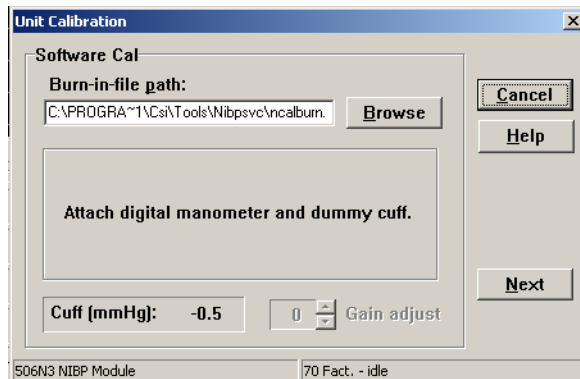 Unit Calibration
Software Cal
Burn-in-file path:
C:\PROGRA~1\Csi\Tools\Nibpsvc\ncalburn.
Browse
Cancel
Help
Attach digital manometer and dummy cuff.
Next
Cuff (mmHg): -0.5
0 Gain adjust
506N3 NIBP Module
70 Fact. - idle